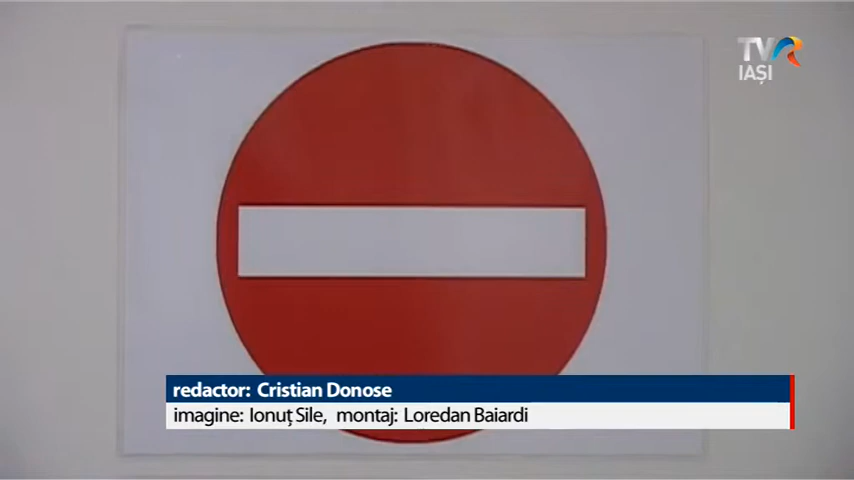 TVR
IAȘI
redactor: Cristian Donose
imagine: Ionuț Sile, montaj: Loredan Baiardi